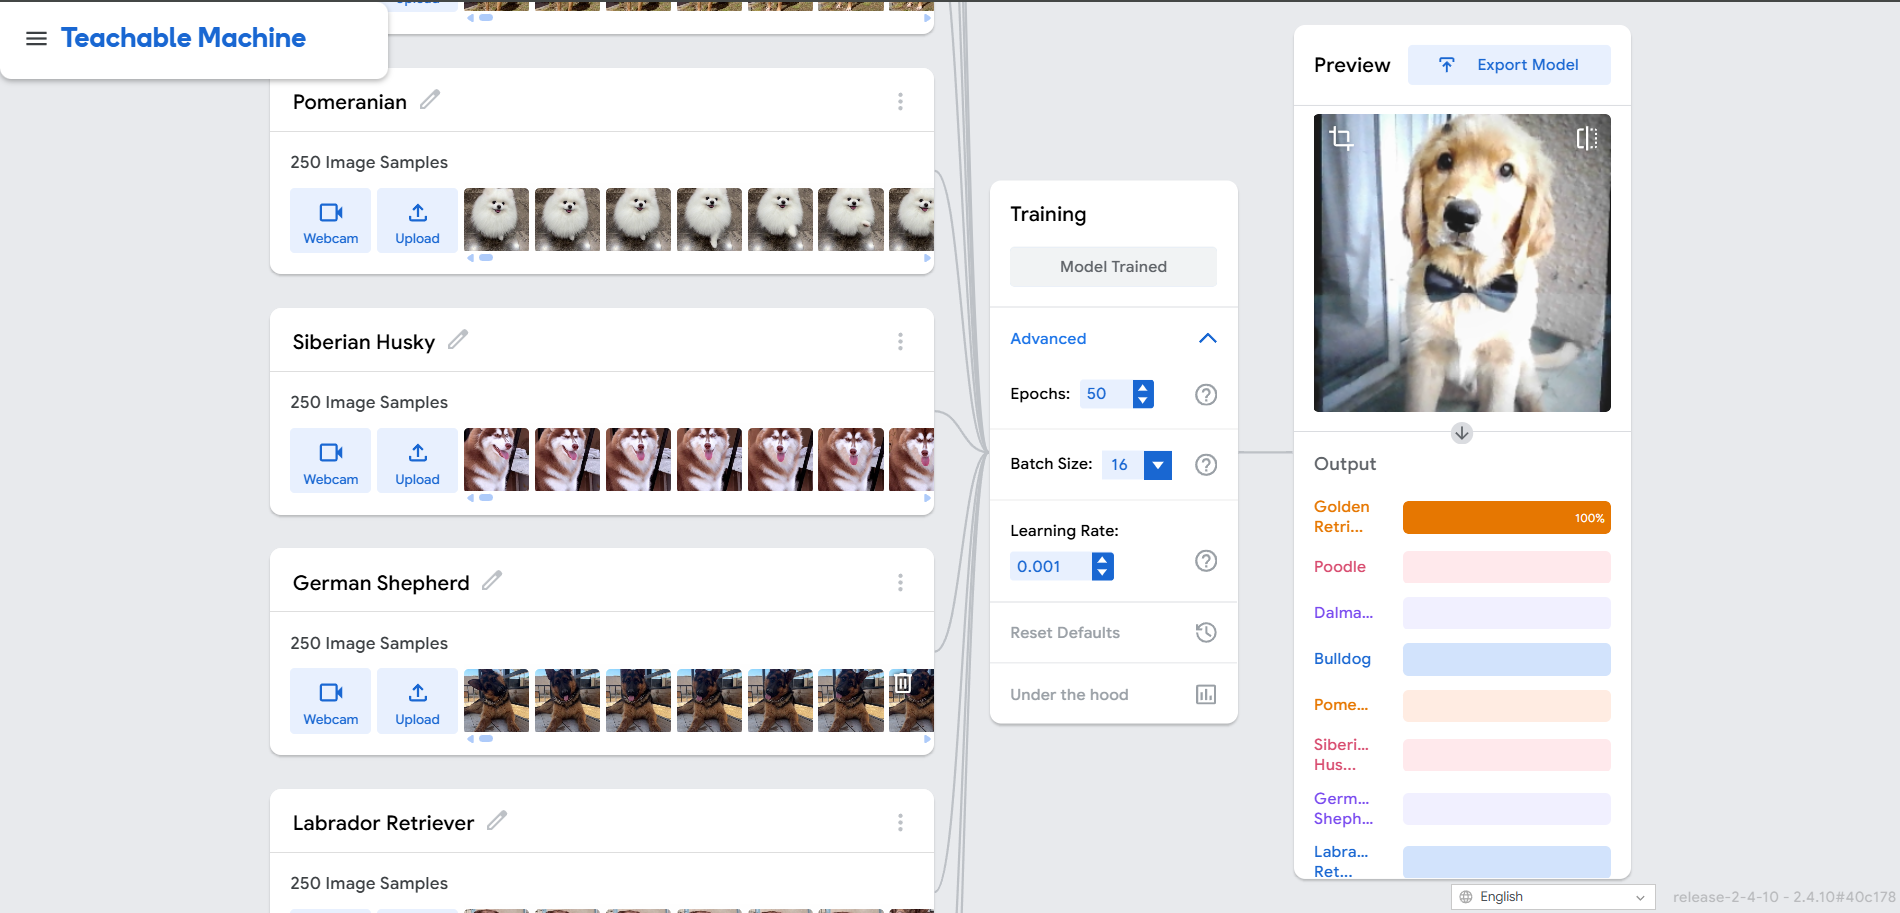 Teachable Machine
Pomeranian
250 Image Samples
Webcam
Upload
Siberian Husky
250 Image Samples
Webcam
Upload
German Shepherd
250 Image Samples
Webcam
Upload
Labrador Retriever
250 Image Samples
Training
Model Trained
Advanced
Epochs: 50
Batch Size: 16
Learning Rate:
0.001
Reset Defaults
Under the hood
Preview
Export Model
Output
Golden
Retri...
100%
Poodle
Dalma...
Bulldog
Pome...
Siberi...
Hus...
Germ...
Sheph...
Labra...
Ret...
English
release-2-4-10 - 2.4.10#40c178